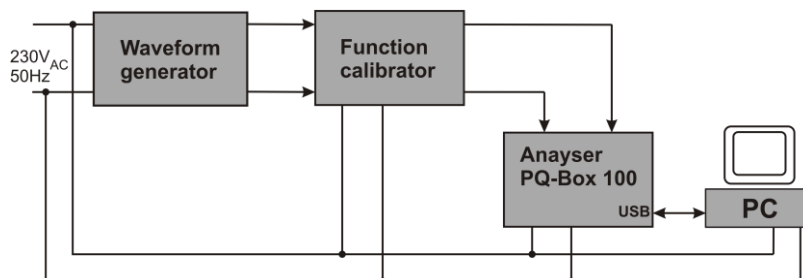 230V AC
50Hz
Waveform
generator
Function
calibrator
Anayser
PQ-Box 100
USB
PC